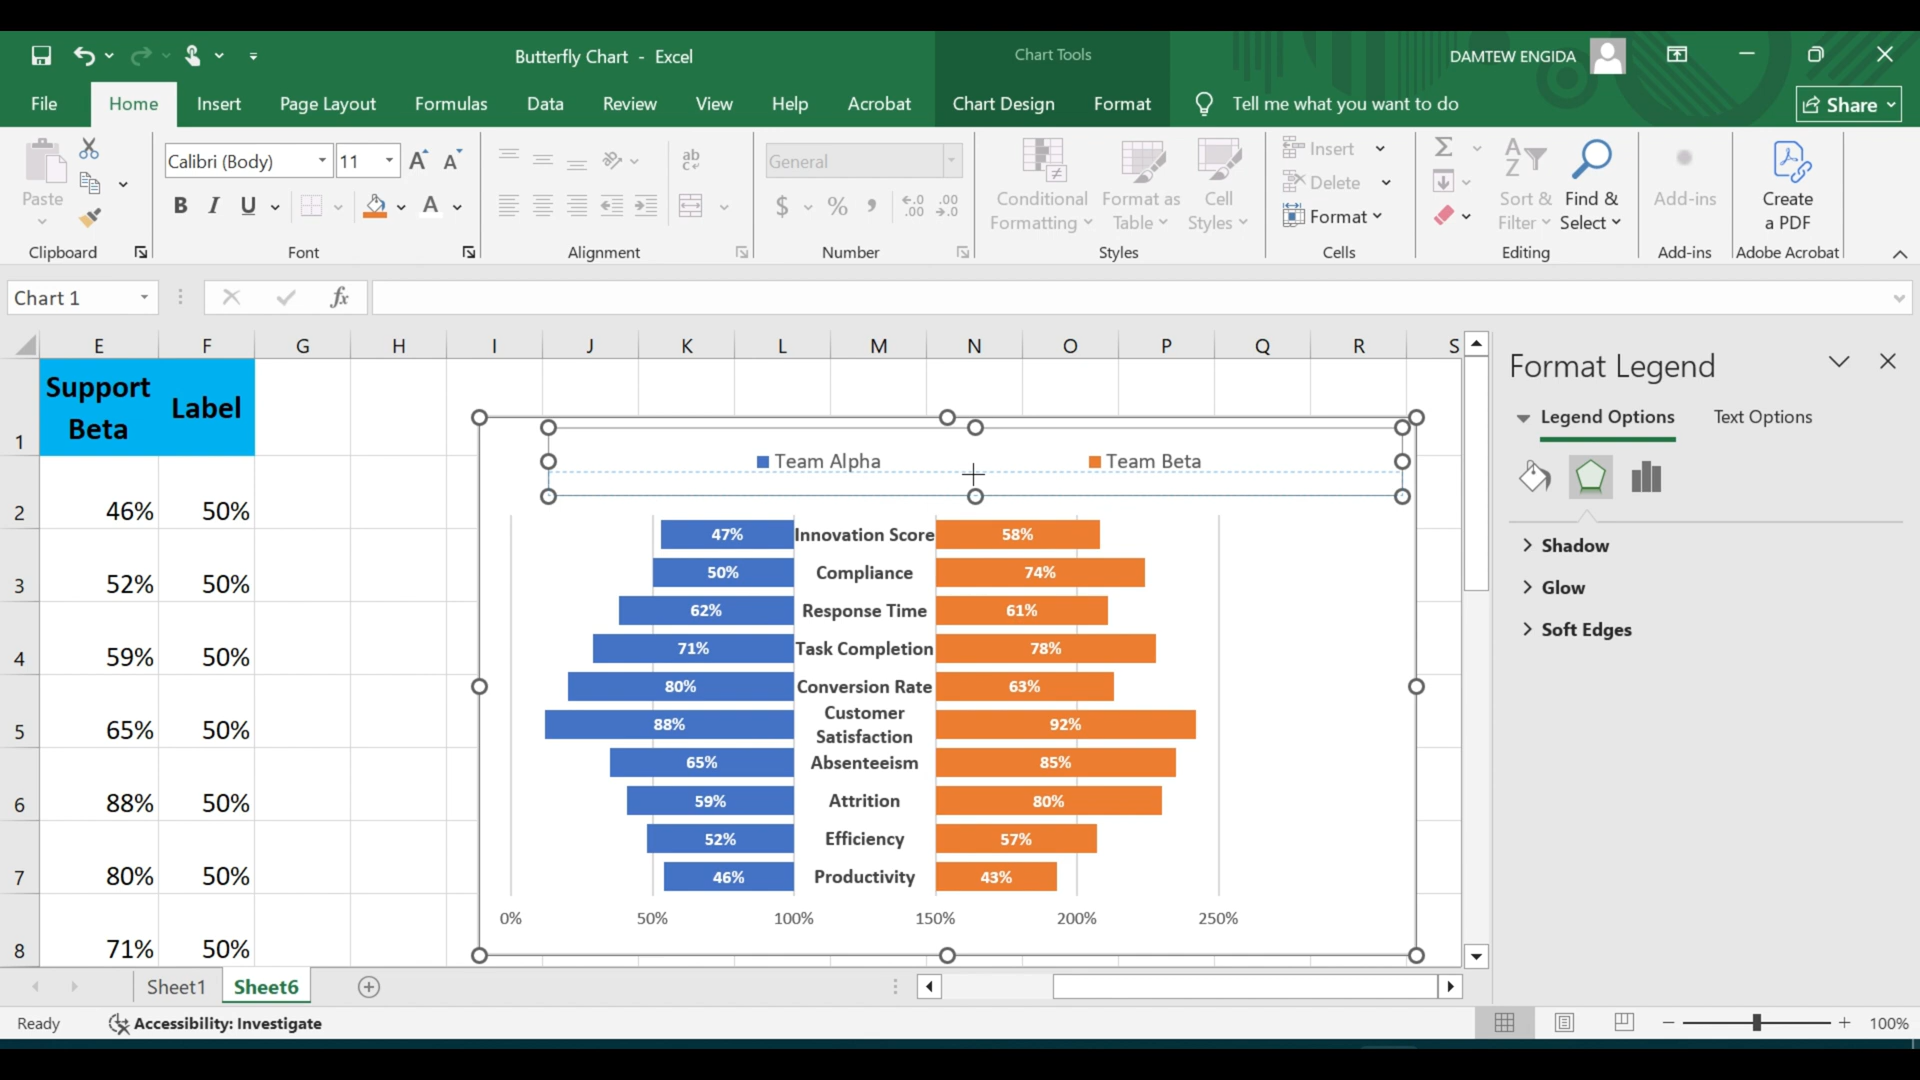 Butterfly Chart - Excel
Chart Tools
DAMTEW ENGIDA
File Home Insert Page Layout Formulas Data Review View Help Acrobat Chart Design Format Tell me what you want to do Share
Calibri (Body) 11 General
Paste
Conditional Formatting
Format as Table
Cell Styles
Insert
Delete
Format
Sort & Filter
Find & Select
Add-ins
Create a PDF
Clipboard Font Alignment Number Styles Cells Editing Add-ins Adobe Acrobat
Chart 1 fx
E F G H I J K L M N O P Q R S
1 Support Beta Label
2 46% 50%
3 52% 50%
4 59% 50%
5 65% 50%
6 88% 50%
7 80% 50%
8 71% 50%
Team Alpha Team Beta
47% Innovation Score 58%
50% Compliance 74%
62% Response Time 61%
71% Task Completion 78%
80% Conversion Rate 63%
88% Customer Satisfaction 92%
65% Absenteeism 85%
59% Attrition 80%
52% Efficiency 57%
46% Productivity 43%
0% 50% 100% 150% 200% 250%
Format Legend
Legend Options Text Options
Shadow
Glow
Soft Edges
Sheet1 Sheet6
Ready Accessibility: Investigate 100%